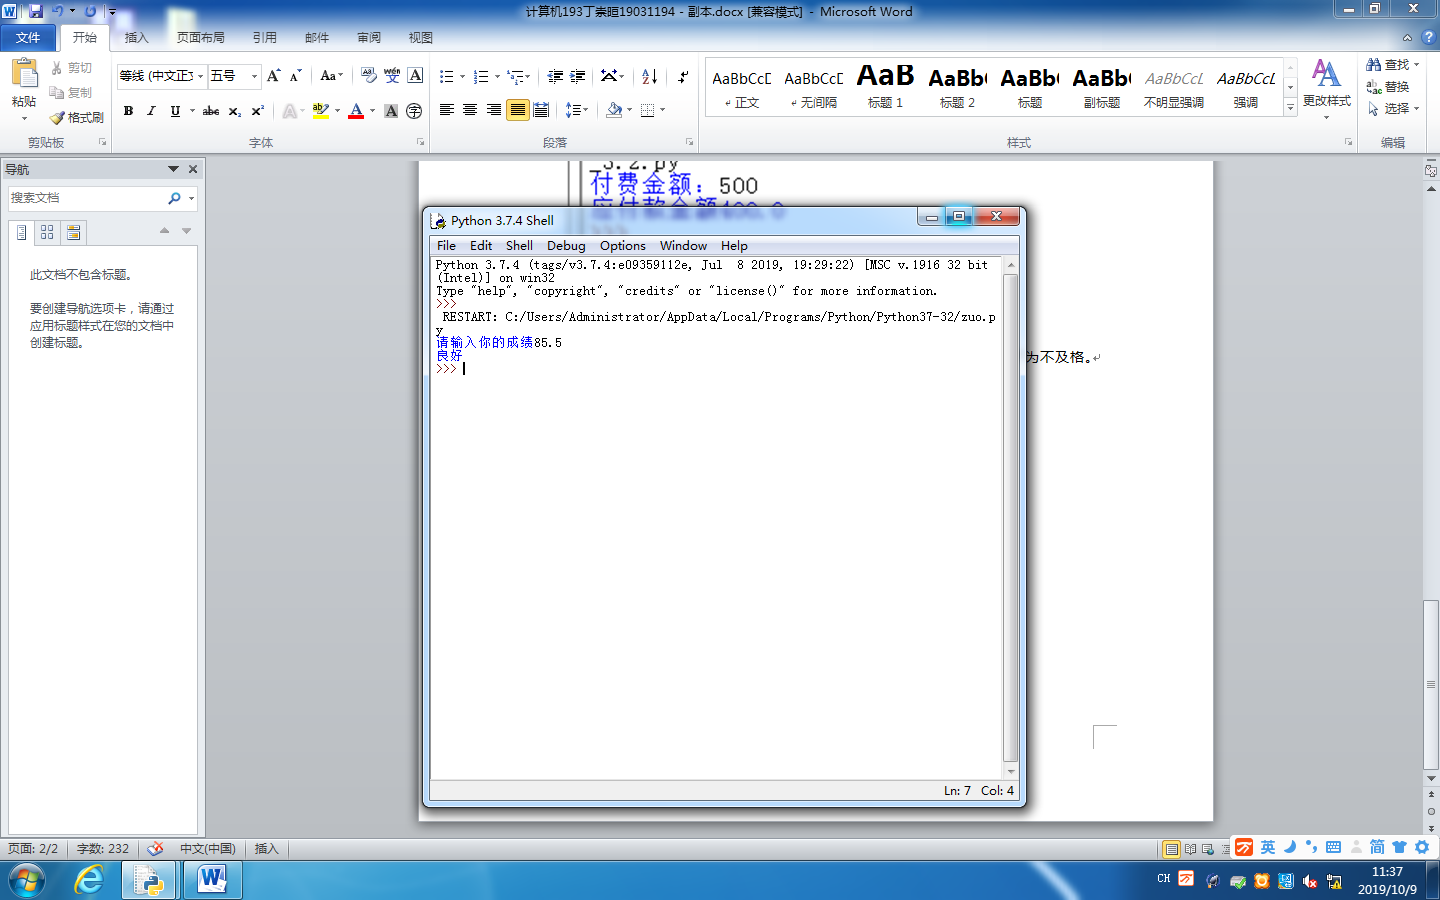 计算机193丁崇晅19031194 - 副本.docx [兼容模式] - Microsoft Word
文件 开始 插入 页面布局 引用 邮件 审阅 视图
粘贴
剪切
复制
格式刷
等线 (中文正文 五号
AaBbCcD AaBbCcD AaB AaBb( AaBb( AaBb( AaBbCcL AaBbCcL
正文 无间隔 标题 1 标题 2 标题 副标题 不明显强调 强调
更改样式
查找
替换
选择
剪贴板 字体 段落 样式 编辑
导航
搜索文档
此文档不包含标题。
要创建导航选项卡，请通过
应用标题样式在您的文档中
创建标题。
_3.2.py
付费金额：500
应付款金额400.0
>>>
为不及格。
Python 3.7.4 Shell
File Edit Shell Debug Options Window Help
Python 3.7.4 (tags/v3.7.4:e09359112e, Jul  8 2019, 19:29:22) [MSC v.1916 32 bit
(Intel)] on win32
Type "help", "copyright", "credits" or "license()" for more information.
>>>
 RESTART: C:/Users/Administrator/AppData/Local/Programs/Python/Python37-32/zuo.p
y
请输入你的成绩85.5
良好
>>>
Ln: 7 Col: 4
页面: 2/2 字数: 232 中文(中国) 插入
英 简
CH
11:37
2019/10/9